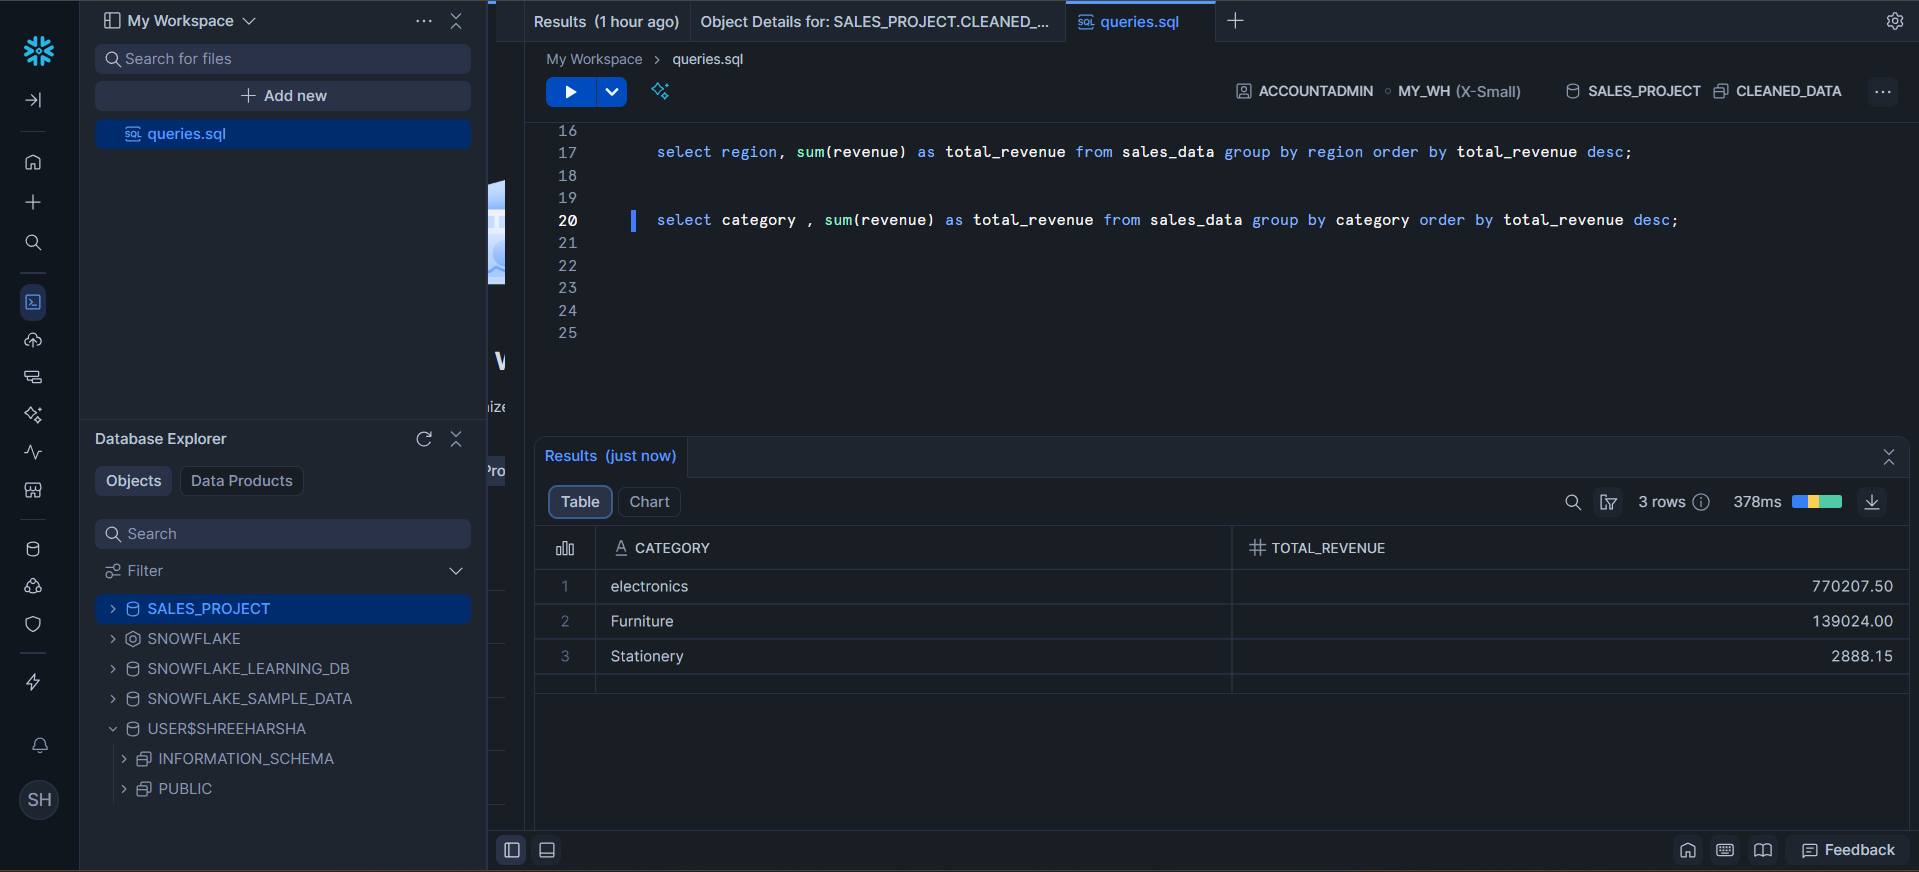 My Workspace
Search for files
Add new
SQL queries.sql
Database Explorer
Objects Data Products
Search
Filter
SALES_PROJECT
SNOWFLAKE
SNOWFLAKE_LEARNING_DB
SNOWFLAKE_SAMPLE_DATA
USER$SHREEHARSHA
INFORMATION_SCHEMA
PUBLIC
SH
Results (1 hour ago) Object Details for: SALES_PROJECT.CLEANED_... SQL queries.sql
My Workspace > queries.sql
ACCOUNTADMIN MY_WH (X-Small) SALES_PROJECT CLEANED_DATA
16
17 select region, sum(revenue) as total_revenue from sales_data group by region order by total_revenue desc;
18
19
20 select category , sum(revenue) as total_revenue from sales_data group by category order by total_revenue desc;
21
22
23
24
25
Results (just now)
Table Chart 3 rows 378ms
CATEGORY TOTAL_REVENUE
1 electronics 770207.50
2 Furniture 139024.00
3 Stationery 2888.15
Feedback